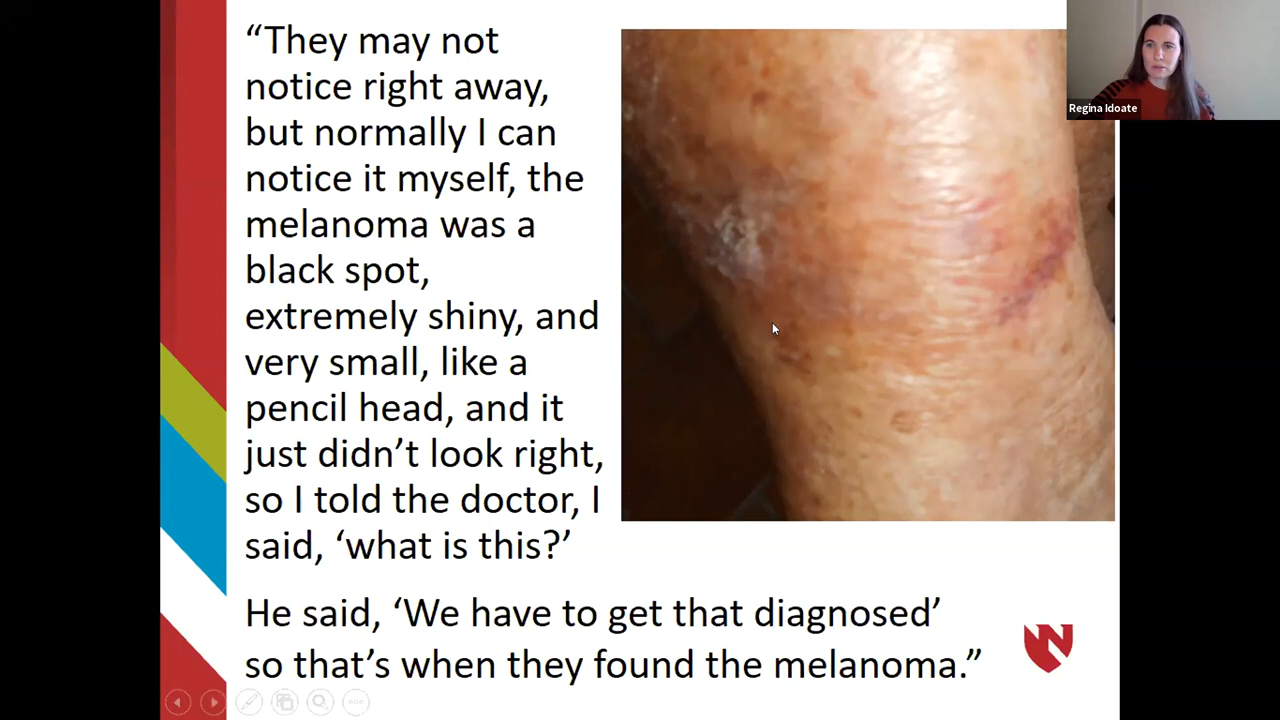 “They may not
notice right away,
but normally I can
notice it myself, the
melanoma was a
black spot,
extremely shiny, and
very small, like a
pencil head, and it
just didn’t look right,
so I told the doctor, I
said, ‘what is this?’
He said, ‘We have to get that diagnosed’
so that’s when they found the melanoma.”
Regina Idoate